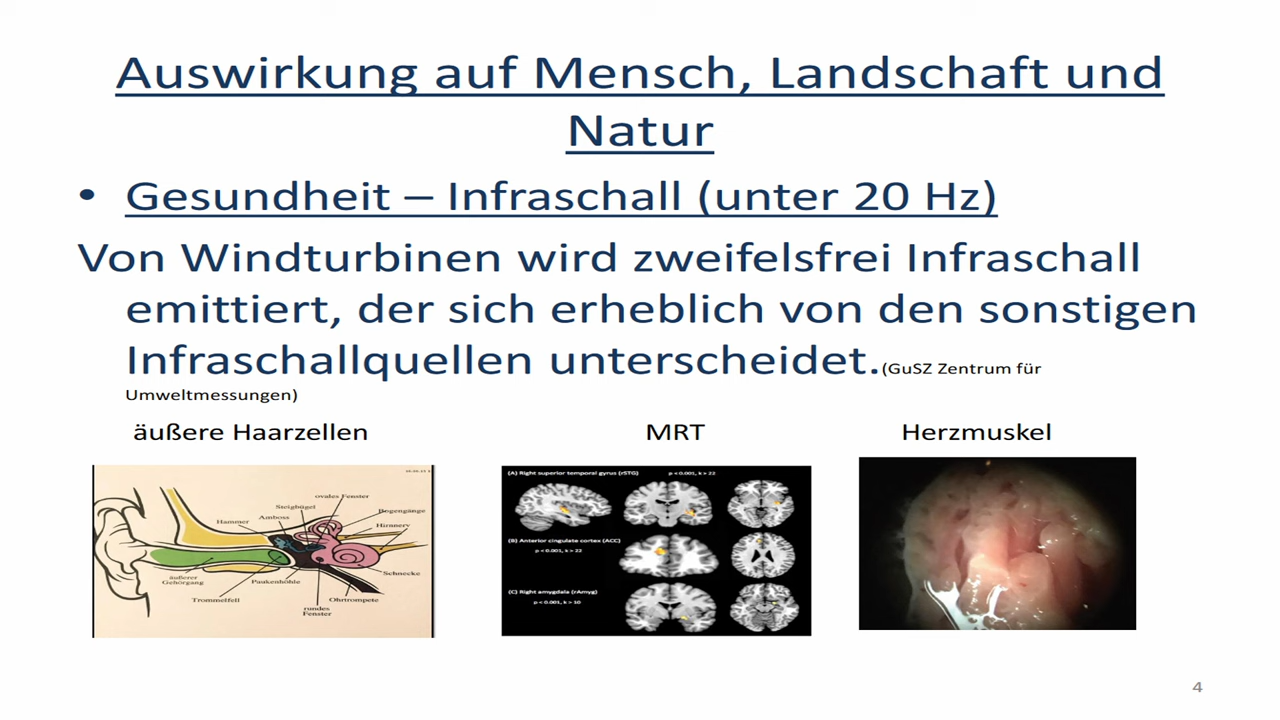 Auswirkung auf Mensch, Landschaft und
Natur
• Gesundheit – Infraschall (unter 20 Hz)
Von Windturbinen wird zweifelsfrei Infraschall
emittiert, der sich erheblich von den sonstigen
Infraschallquellen unterscheidet.(GuSZ Zentrum für
Umweltmessungen)
äußere Haarzellen
MRT
Herzmuskel
ovales Fenster
Steigbügel
Bogengänge
Hammer
Amboss
Hirnnerv
äußerer
Gehörgang
Paukenhöhle
Schnecke
Trommelfell
Ohrtrompete
rundes
Fenster
(A) Right superior temporal gyrus (rSTG) p < 0.001, k > 22
(B) Anterior cingulate cortex (ACC)
p < 0.001, k > 22
(C) Right amygdala (rAmyg)
p < 0.001, k > 10
4